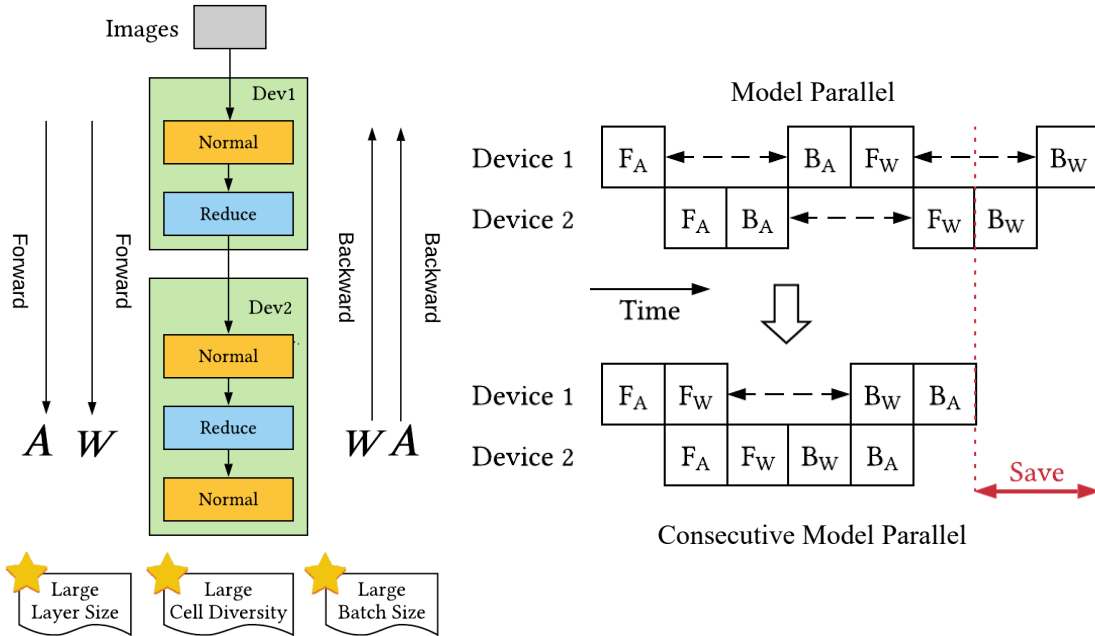 Images
Dev1
Normal
Reduce
Dev2
Normal
Reduce
Normal
Forward
Forward
Backward
Backward
A W
W A
Large
Layer Size
Large
Cell Diversity
Large
Batch Size
Model Parallel
Device 1 F_A B_A F_W B_W
Device 2 F_A B_A F_W B_W
Time
Device 1 F_A F_W B_W B_A
Device 2 F_A F_W B_W B_A
Save
Consecutive Model Parallel